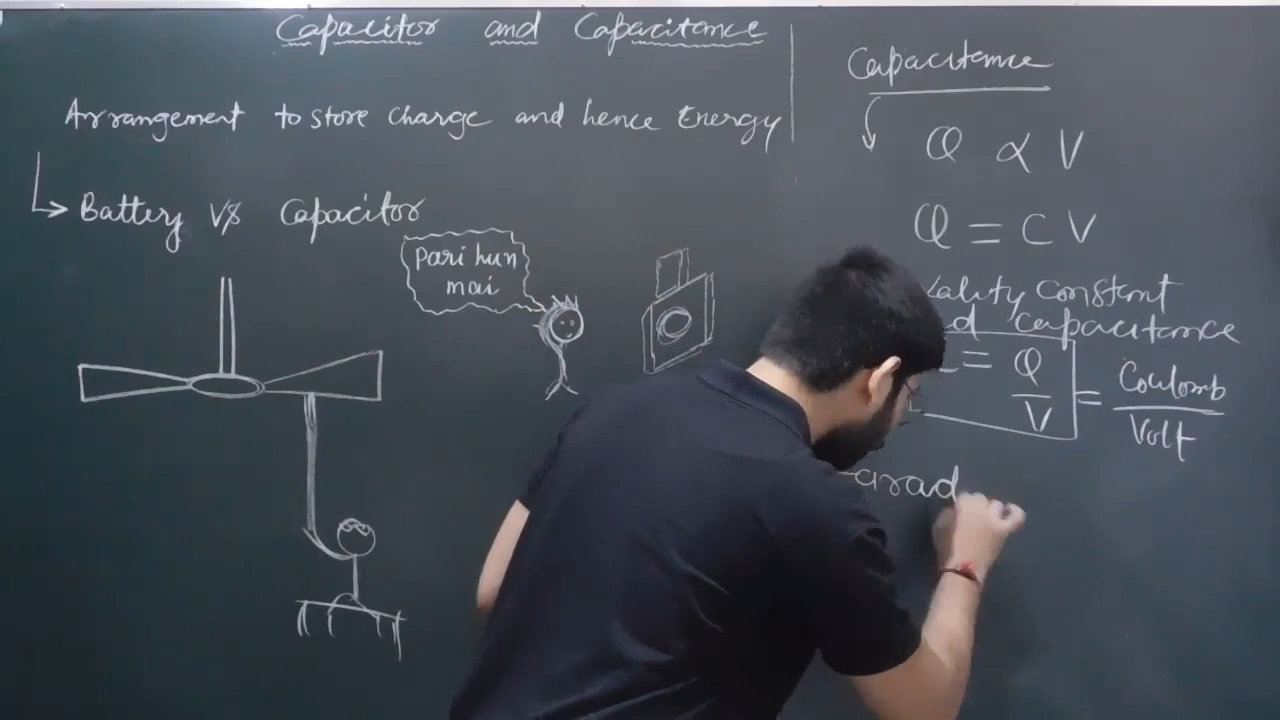 Capacitor and Capacitance
Arrangement to store charge and hence Energy
Battery V/s Capacitor
Pari hun
mai
Capacitance
Q ∝ V
Q = C V
Constant
Capacitance
= Q/V = Coulomb/Volt
arad